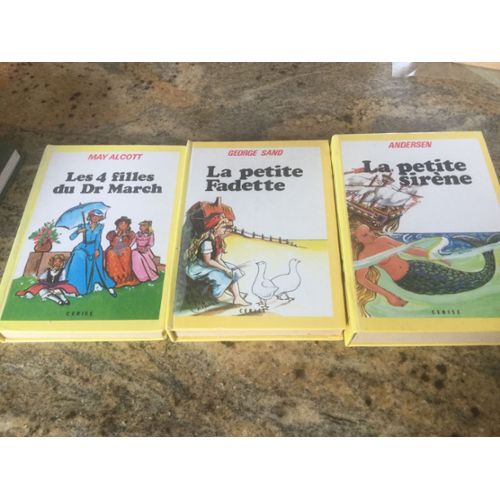 MAY ALCOTT
Les 4 filles
du Dr March
CERISE
GEORGE SAND
La petite
Fadette
CERISE
ANDERSEN
La petite
sirène
CERISE